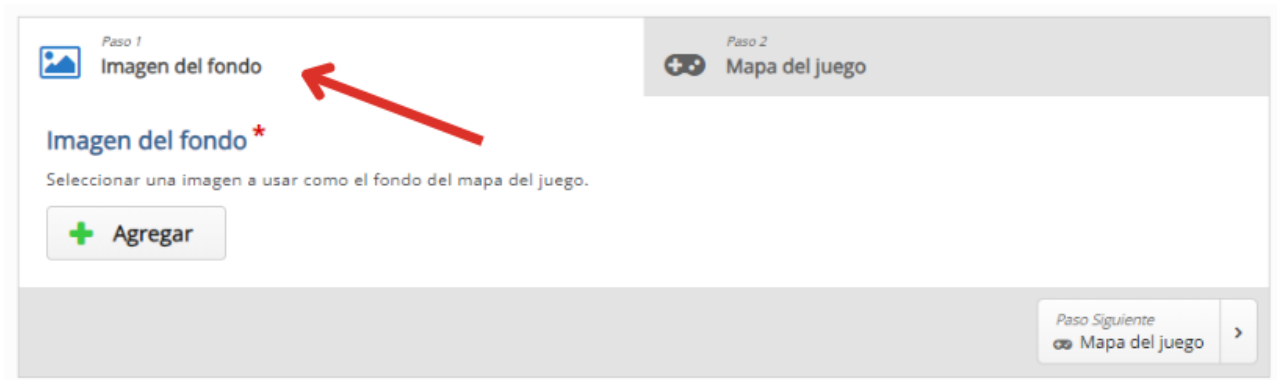 Paso 1
Imagen del fondo
Paso 2
Mapa del juego
Imagen del fondo *
Seleccionar una imagen a usar como el fondo del mapa del juego.
Agregar
Paso Siguiente
Mapa del juego